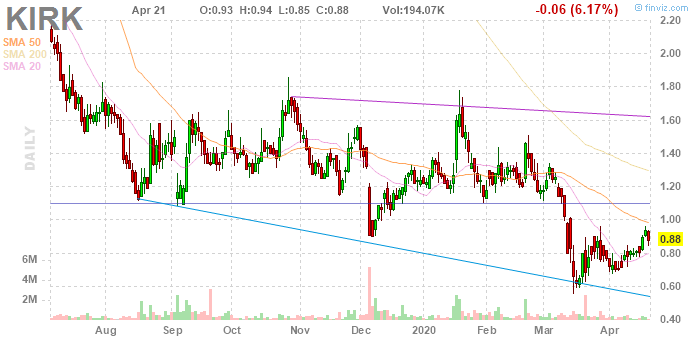 KIRK
Apr 21 O:0.93 H:0.94 L:0.85 C:0.88 Vol:194.07K -0.06 (6.17%)
© finviz.com
SMA 50
SMA 200
SMA 20
DAILY
2.20
2.00
1.80
1.60
1.40
1.20
1.00
0.88
0.80
0.60
0.40
6M
4M
2M
Aug Sep Oct Nov Dec 2020 Feb Mar Apr